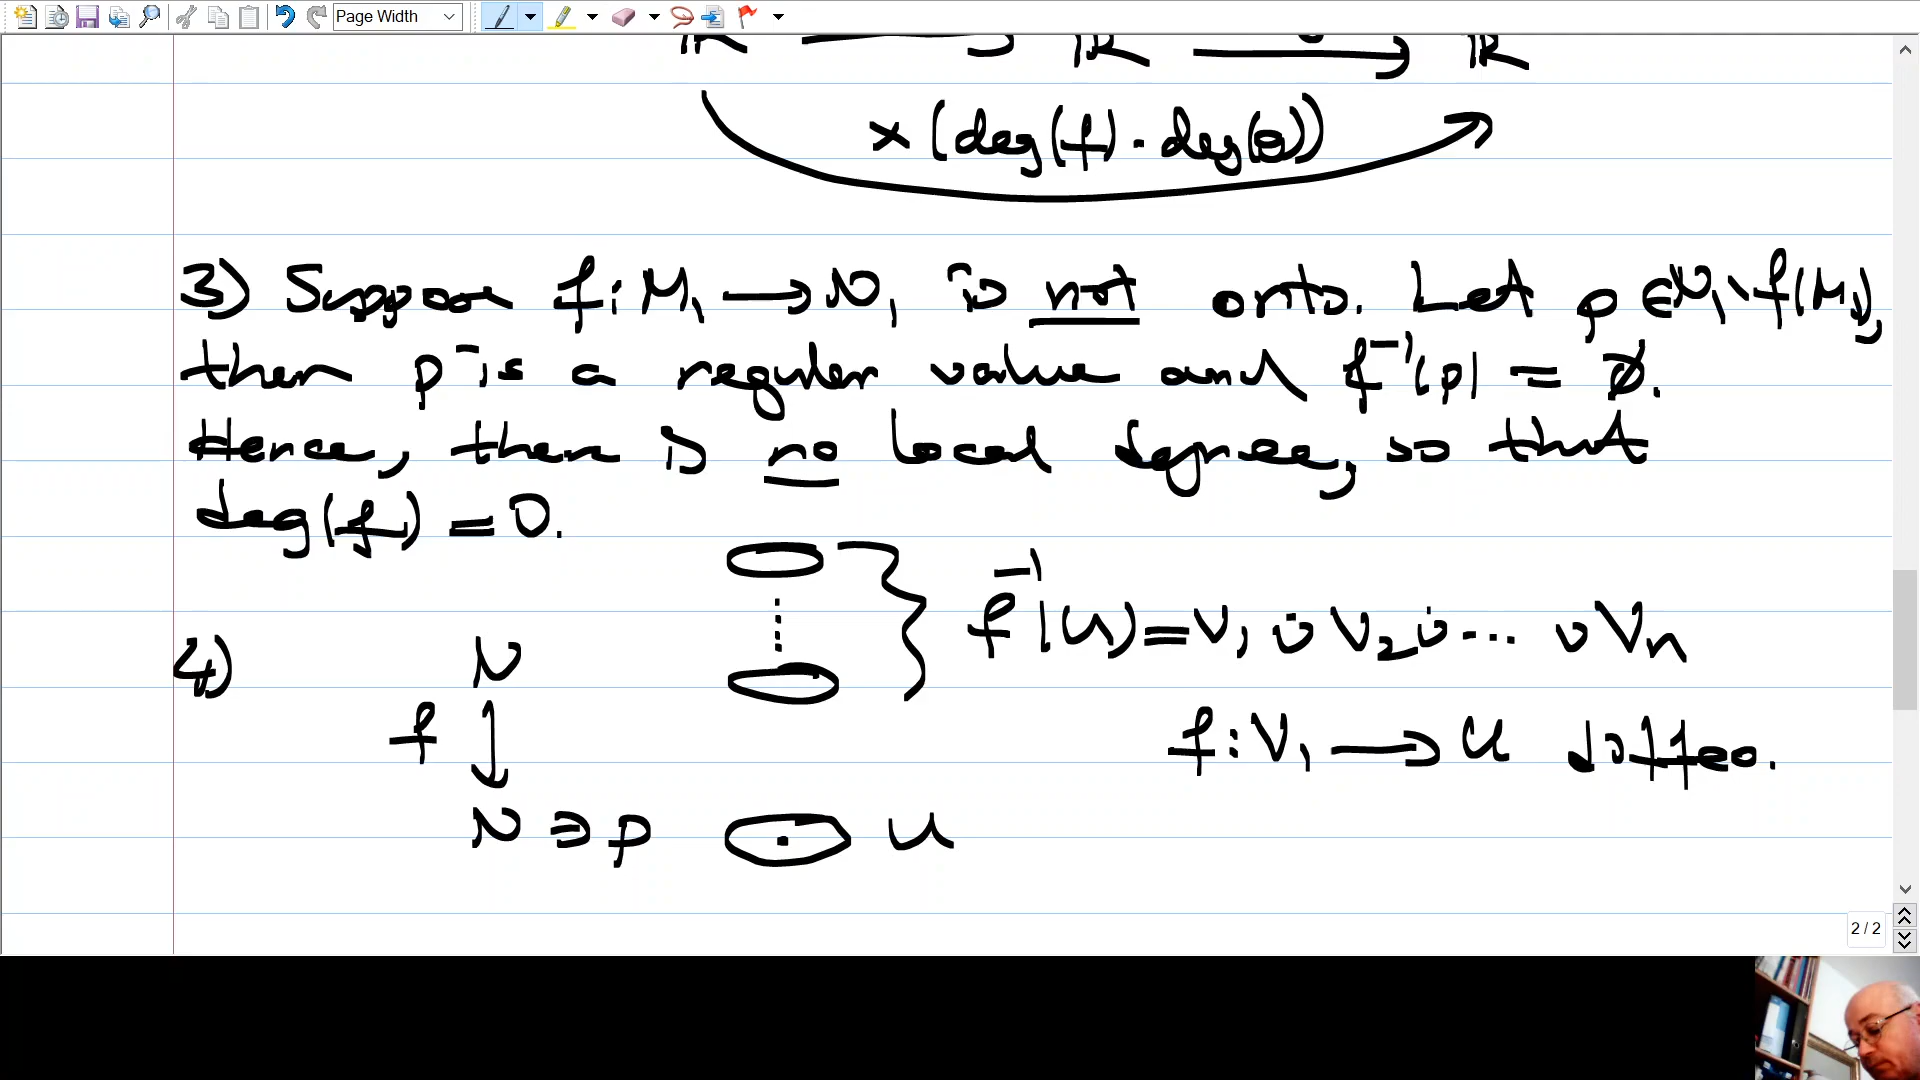 Page Width
ℝ ⟶ ℝ ⟶ ℝ
× (deg(f) · deg(g))
3) Suppose f: M₁ ⟶ N₁ is not onto. Let p ∈ N₁ \ f(M₁),
then p is a regular value and f⁻¹(p) = ∅.
Hence, there is no local degree, so that
deg(f) = 0.
f⁻¹(U) = V₁ ∪̇ V₂ ∪̇ ... ∪ Vₙ
4) N
f ↓
f: V₁ ⟶ U diffeo.
N ∋ p U
2 / 2